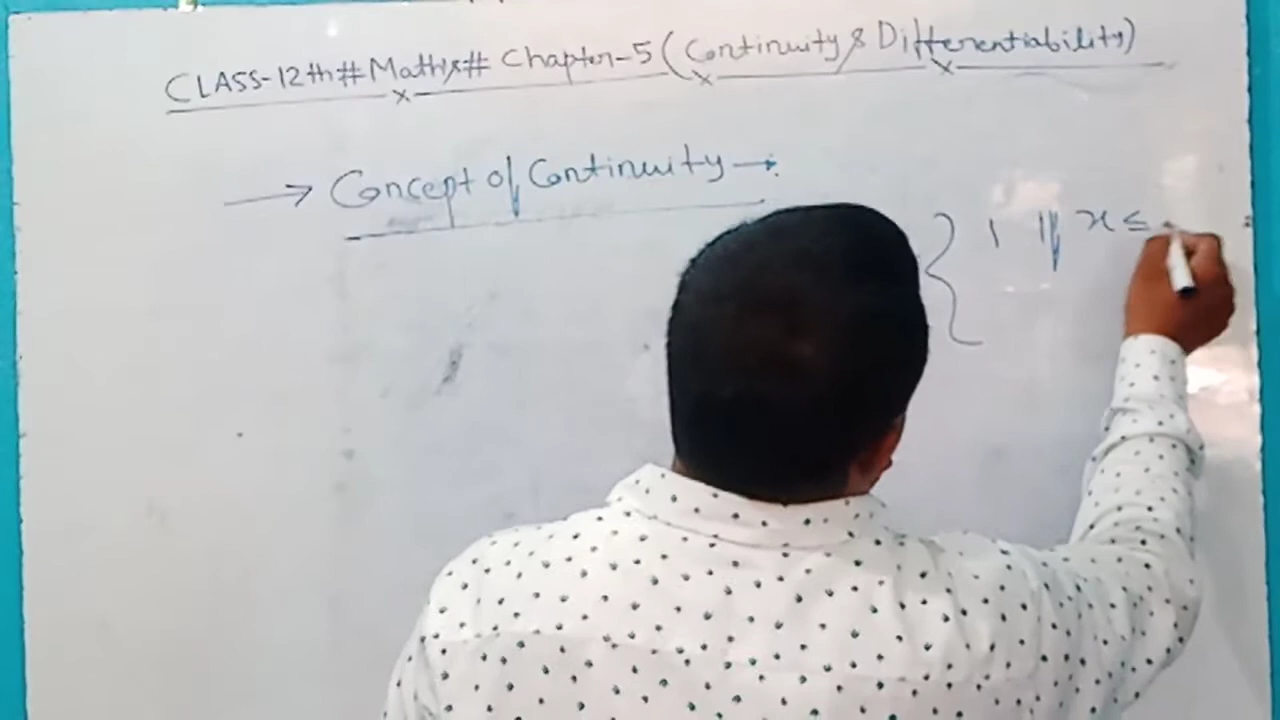 CLASS-12th#Maths# Chapter-5(Continuity & Differentiability)
→ Concept of Continuity →
{ 1 if x ≤